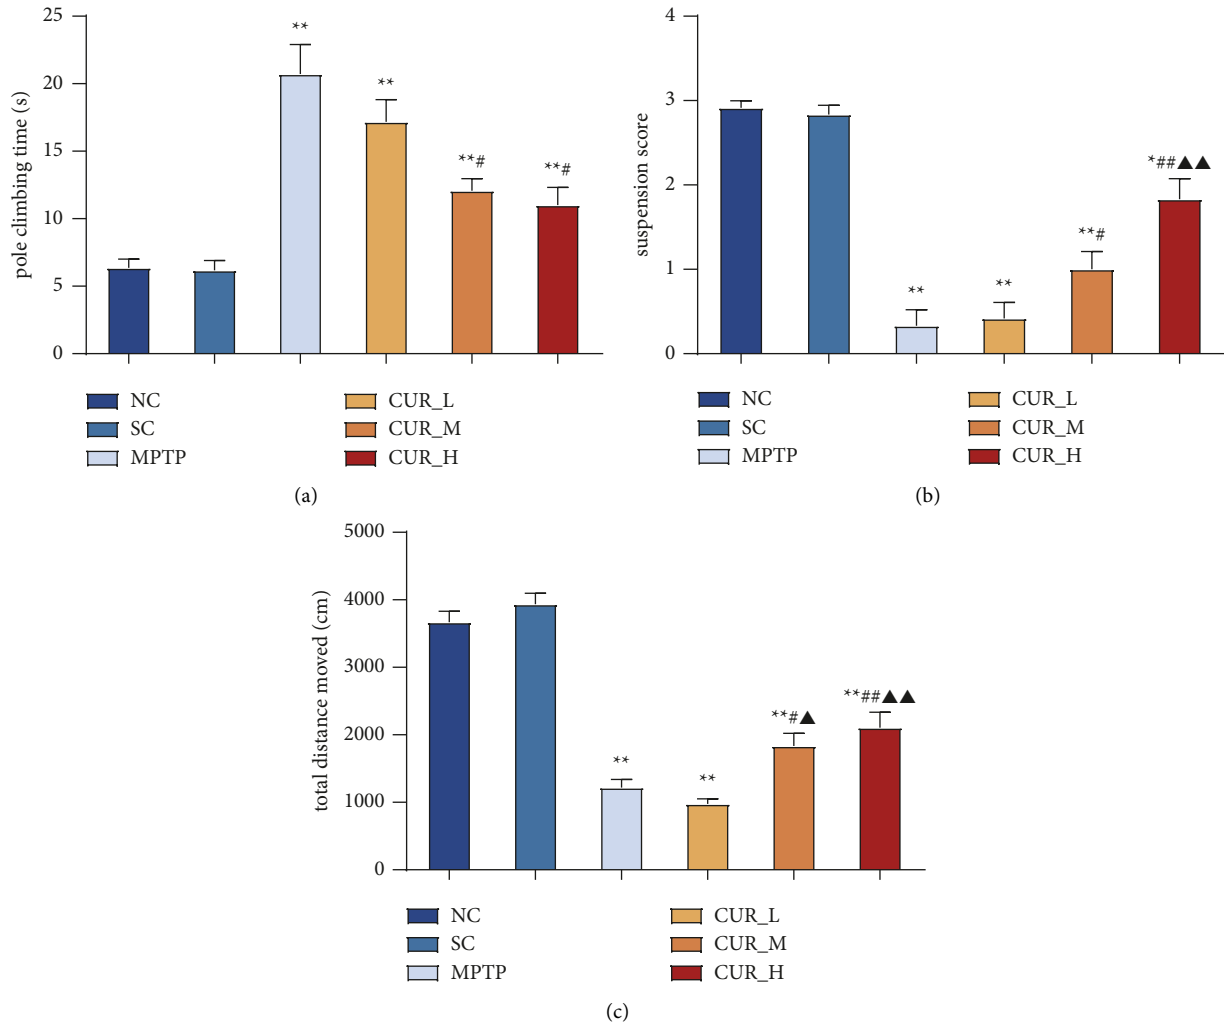 pole climbing time (s)
25
20
15
10
5
0
**
**
**#
**#
NC
SC
MPTP
CUR_L
CUR_M
CUR_H
(a)
suspension score
4
3
2
1
0
**
**
**#
*##▲▲
NC
SC
MPTP
CUR_L
CUR_M
CUR_H
(b)
total distance moved (cm)
5000
4000
3000
2000
1000
0
**
**
**#▲
**##▲▲
NC
SC
MPTP
CUR_L
CUR_M
CUR_H
(c)